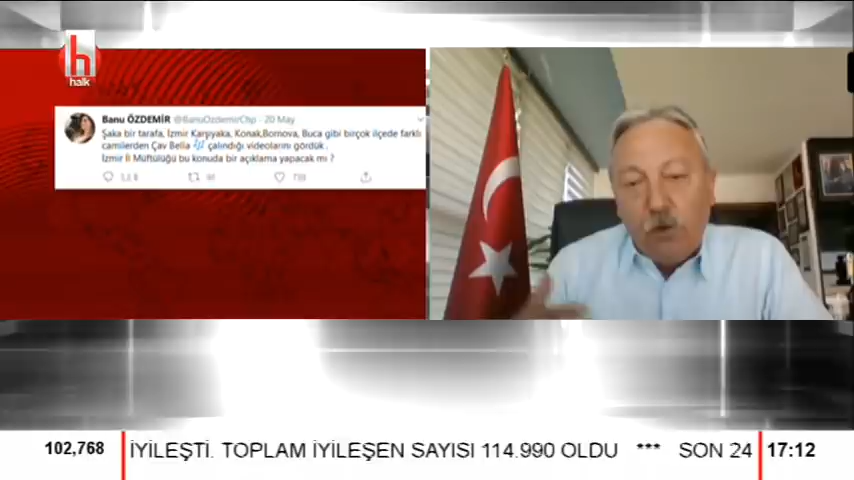 h
halk
Banu ÖZDEMİR @BanuOzdemirChp · 20 May
Şaka bir tarafa, İzmir Karşıyaka, Konak,Bornova, Buca gibi birçok ilçede farklı
camilerden Çav Bella çalındığı videolarını gördük.
İzmir İl Müftülüğü bu konuda bir açıklama yapacak mı ?
102,768 İYİLEŞTİ. TOPLAM İYİLEŞEN SAYISI 114.990 OLDU *** SON 24 17:12